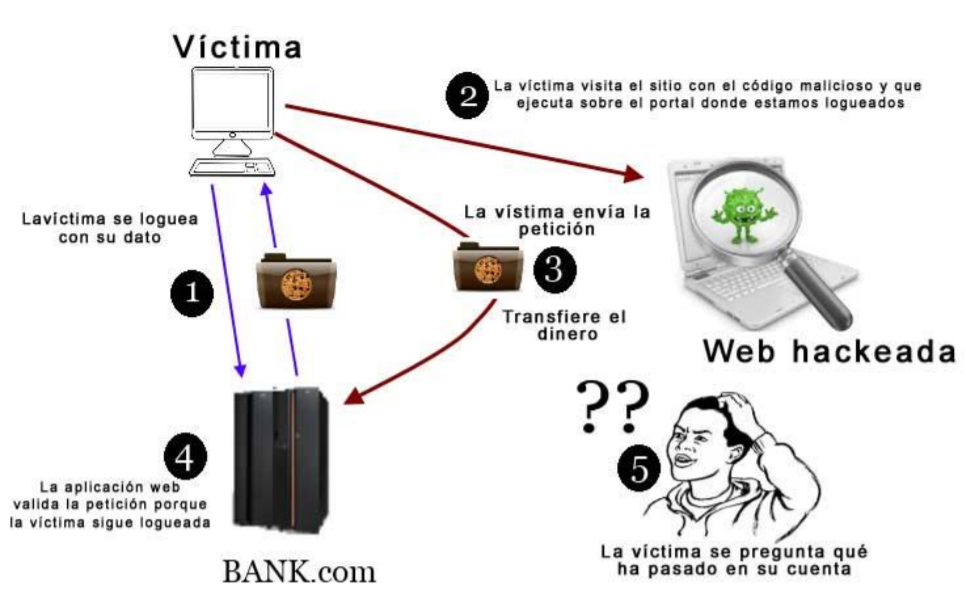 Víctima
2
La víctima visita el sitio con el código malicioso y que
ejecuta sobre el portal donde estamos logueados
Lavíctima se loguea
con su dato
1
La vístima envía la
petición
3
Transfiere el
dinero
Web hackeada
4
La aplicación web
valida la petición porque
la víctima sigue logueada
BANK.com
??
5
La víctima se pregunta qué
ha pasado en su cuenta